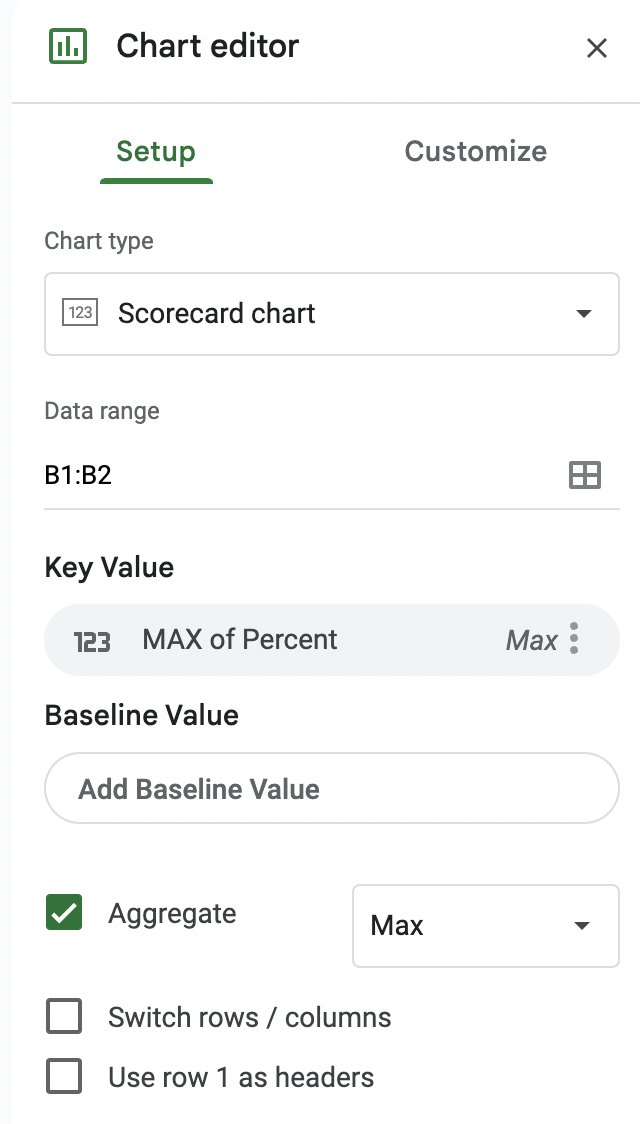 Chart editor
Setup Customize
Chart type
123 Scorecard chart
Data range
B1:B2
Key Value
123 MAX of Percent Max
Baseline Value
Add Baseline Value
Aggregate Max
Switch rows / columns
Use row 1 as headers